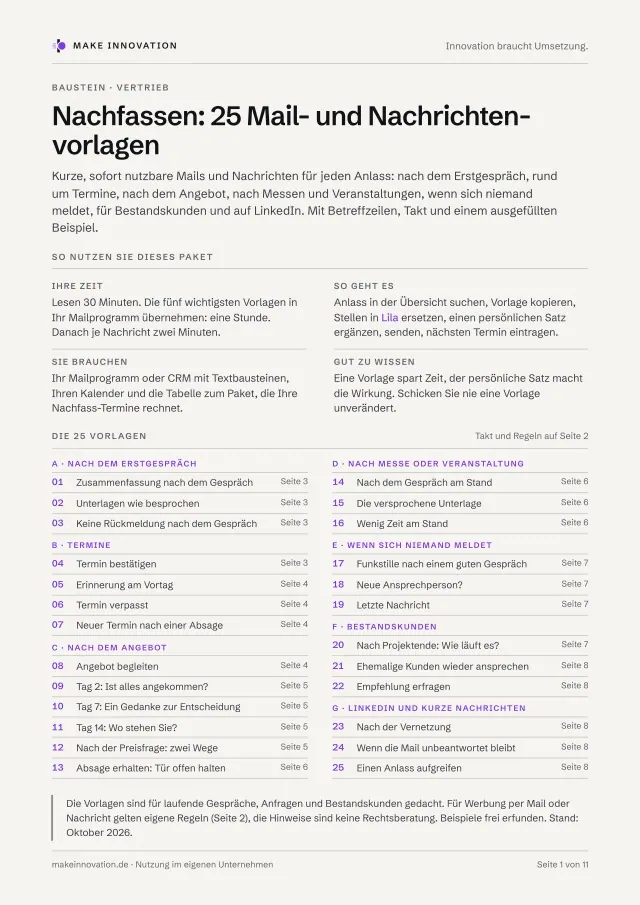 MAKE INNOVATION
Innovation braucht Umsetzung.
BAUSTEIN · VERTRIEB
Nachfassen: 25 Mail- und Nachrichten-
vorlagen
Kurze, sofort nutzbare Mails und Nachrichten für jeden Anlass: nach dem Erstgespräch, rund
um Termine, nach dem Angebot, nach Messen und Veranstaltungen, wenn sich niemand
meldet, für Bestandskunden und auf LinkedIn. Mit Betreffzeilen, Takt und einem ausgefüllten
Beispiel.
SO NUTZEN SIE DIESES PAKET
IHRE ZEIT
Lesen 30 Minuten. Die fünf wichtigsten Vorlagen in
Ihr Mailprogramm übernehmen: eine Stunde.
Danach je Nachricht zwei Minuten.
SO GEHT ES
Anlass in der Übersicht suchen, Vorlage kopieren,
Stellen in Lila ersetzen, einen persönlichen Satz
ergänzen, senden, nächsten Termin eintragen.
SIE BRAUCHEN
Ihr Mailprogramm oder CRM mit Textbausteinen,
Ihren Kalender und die Tabelle zum Paket, die Ihre
Nachfass-Termine rechnet.
GUT ZU WISSEN
Eine Vorlage spart Zeit, der persönliche Satz macht
die Wirkung. Schicken Sie nie eine Vorlage
unverändert.
DIE 25 VORLAGEN
Takt und Regeln auf Seite 2
A · NACH DEM ERSTGESPRÄCH
01 Zusammenfassung nach dem Gespräch Seite 3
02 Unterlagen wie besprochen Seite 3
03 Keine Rückmeldung nach dem Gespräch Seite 3
B · TERMINE
04 Termin bestätigen Seite 3
05 Erinnerung am Vortag Seite 4
06 Termin verpasst Seite 4
07 Neuer Termin nach einer Absage Seite 4
C · NACH DEM ANGEBOT
08 Angebot begleiten Seite 4
09 Tag 2: Ist alles angekommen? Seite 5
10 Tag 7: Ein Gedanke zur Entscheidung Seite 5
11 Tag 14: Wo stehen Sie? Seite 5
12 Nach der Preisfrage: zwei Wege Seite 5
13 Absage erhalten: Tür offen halten Seite 6
D · NACH MESSE ODER VERANSTALTUNG
14 Nach dem Gespräch am Stand Seite 6
15 Die versprochene Unterlage Seite 6
16 Wenig Zeit am Stand Seite 6
E · WENN SICH NIEMAND MELDET
17 Funkstille nach einem guten Gespräch Seite 7
18 Neue Ansprechperson? Seite 7
19 Letzte Nachricht Seite 7
F · BESTANDSKUNDEN
20 Nach Projektende: Wie läuft es? Seite 7
21 Ehemalige Kunden wieder ansprechen Seite 8
22 Empfehlung erfragen Seite 8
G · LINKEDIN UND KURZE NACHRICHTEN
23 Nach der Vernetzung Seite 8
24 Wenn die Mail unbeantwortet bleibt Seite 8
25 Einen Anlass aufgreifen Seite 8
Die Vorlagen sind für laufende Gespräche, Anfragen und Bestandskunden gedacht. Für Werbung per Mail oder
Nachricht gelten eigene Regeln (Seite 2), die Hinweise sind keine Rechtsberatung. Beispiele frei erfunden. Stand:
Oktober 2026.
makeinnovation.de · Nutzung im eigenen Unternehmen
Seite 1 von 11